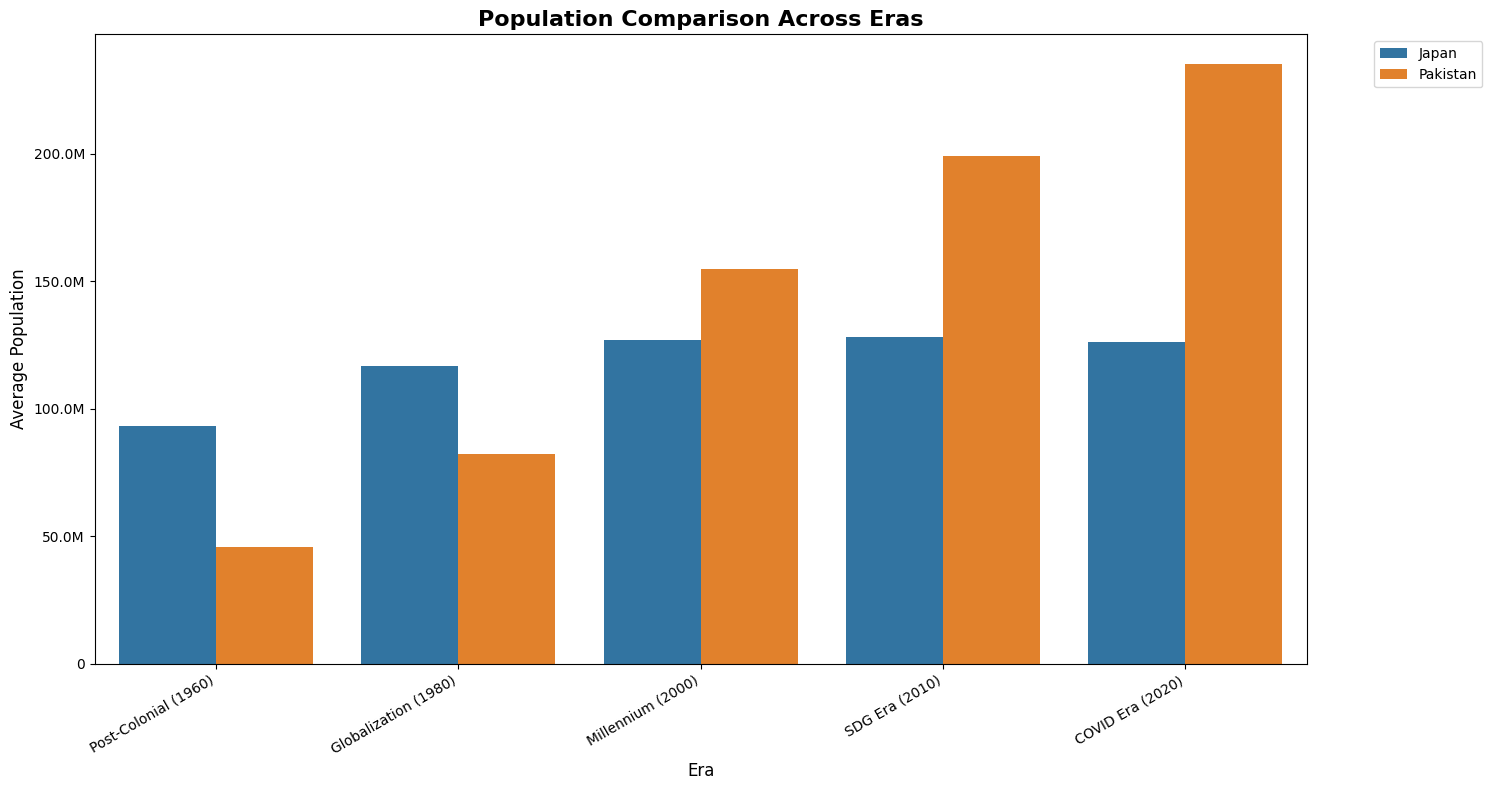 Population Comparison Across Eras
Japan
Pakistan
Average Population
200.0M
150.0M
100.0M
50.0M
0
Post-Colonial (1960)
Globalization (1980)
Millennium (2000)
SDG Era (2010)
COVID Era (2020)
Era